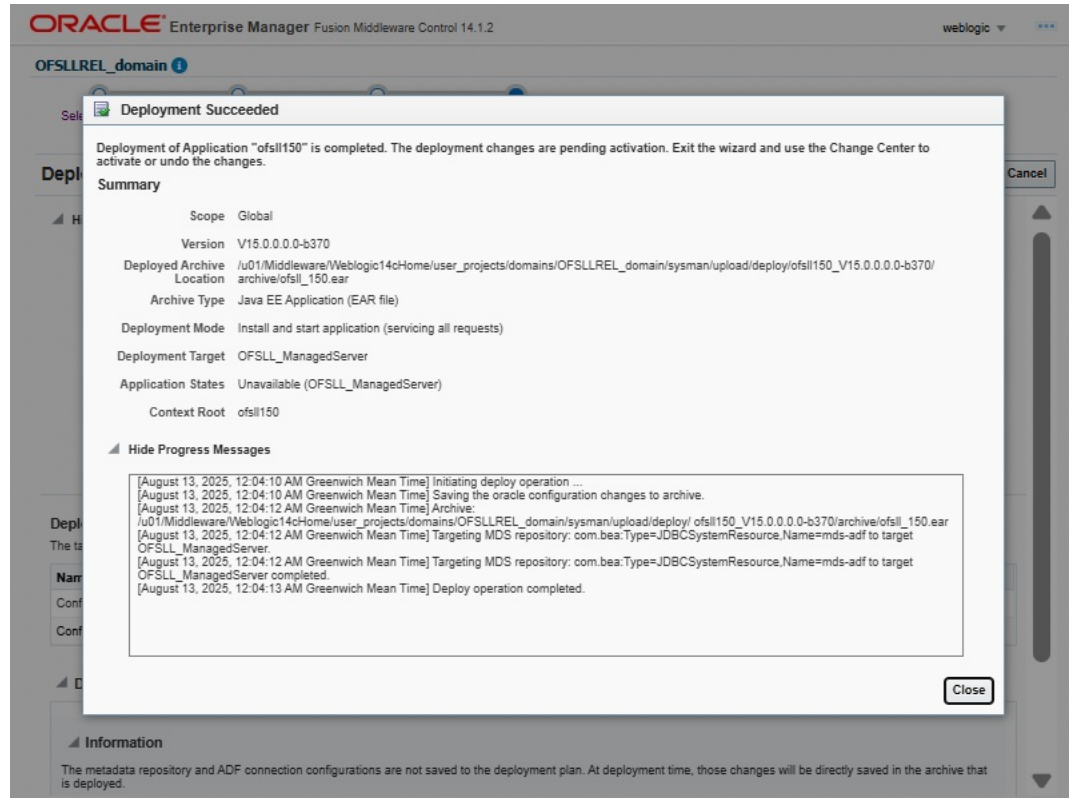 ORACLE Enterprise Manager Fusion Middleware Control 14.1.2
weblogic
OFSLLREL_domain
Sele
Deployment Succeeded
Deployment of Application "ofsll150" is completed. The deployment changes are pending activation. Exit the wizard and use the Change Center to
activate or undo the changes.
Depl
Cancel
Summary
H
Scope Global
Version V15.0.0.0.0-b370
Deployed Archive Location /u01/Middleware/Weblogic14cHome/user_projects/domains/OFSLLREL_domain/sysman/upload/deploy/ofsll150_V15.0.0.0.0-b370/
archive/ofsll_150.ear
Archive Type Java EE Application (EAR file)
Deployment Mode Install and start application (servicing all requests)
Deployment Target OFSLL_ManagedServer
Application States Unavailable (OFSLL_ManagedServer)
Context Root ofsll150
Hide Progress Messages
[August 13, 2025, 12:04:10 AM Greenwich Mean Time] Initiating deploy operation ...
[August 13, 2025, 12:04:10 AM Greenwich Mean Time] Saving the oracle configuration changes to archive.
[August 13, 2025, 12:04:12 AM Greenwich Mean Time] Archive:
/u01/Middleware/Weblogic14cHome/user_projects/domains/OFSLLREL_domain/sysman/upload/deploy/ ofsll150_V15.0.0.0.0-b370/archive/ofsll_150.ear
[August 13, 2025, 12:04:12 AM Greenwich Mean Time] Targeting MDS repository: com.bea:Type=JDBCSystemResource,Name=mds-adf to target
OFSLL_ManagedServer.
[August 13, 2025, 12:04:12 AM Greenwich Mean Time] Targeting MDS repository: com.bea:Type=JDBCSystemResource,Name=mds-adf to target
OFSLL_ManagedServer completed.
[August 13, 2025, 12:04:13 AM Greenwich Mean Time] Deploy operation completed.
Depl
The ta
Nam
Conf
Conf
D
Close
Information
The metadata repository and ADF connection configurations are not saved to the deployment plan. At deployment time, those changes will be directly saved in the archive that
is deployed.